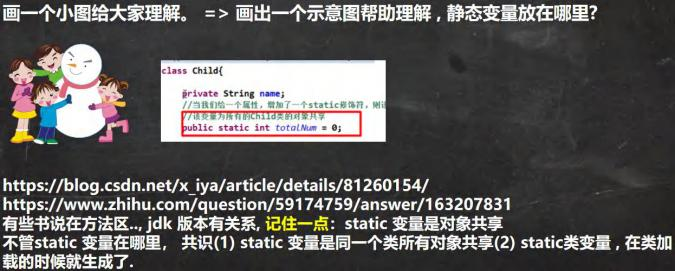 画一个小图给大家理解。 => 画出一个示意图帮助理解，静态变量放在哪里?
class Child{
private String name;
//当我们给一个属性，增加了一个static修饰符，则
//该变量为所有的Child类的对象共享
public static int totalNum = 0;
https://blog.csdn.net/x_iya/article/details/81260154/
https://www.zhihu.com/question/59174759/answer/163207831
有些书说在方法区.., jdk 版本有关系, 记住一点：static 变量是对象共享
不管static 变量在哪里， 共识(1) static 变量是同一个类所有对象共享(2) static类变量，在类加
载的时候就生成了.